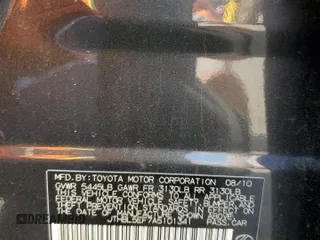 MFD. BY: TOYOTA MOTOR CORPORATION 08/10
GVWR 5445LB GAWR FR 3130LB RR 3130LB
THIS VEHICLE CONFORMS TO ALL APPLICABLE
FEDERAL MOTOR VEHICLE SAFETY, BUMPER,
AND THEFT PREVENTION STANDARDS IN EFFECT
ON THE DATE OF MANUFACTURE SHOWN ABOVE.
PASS.CAR
DREAMBID